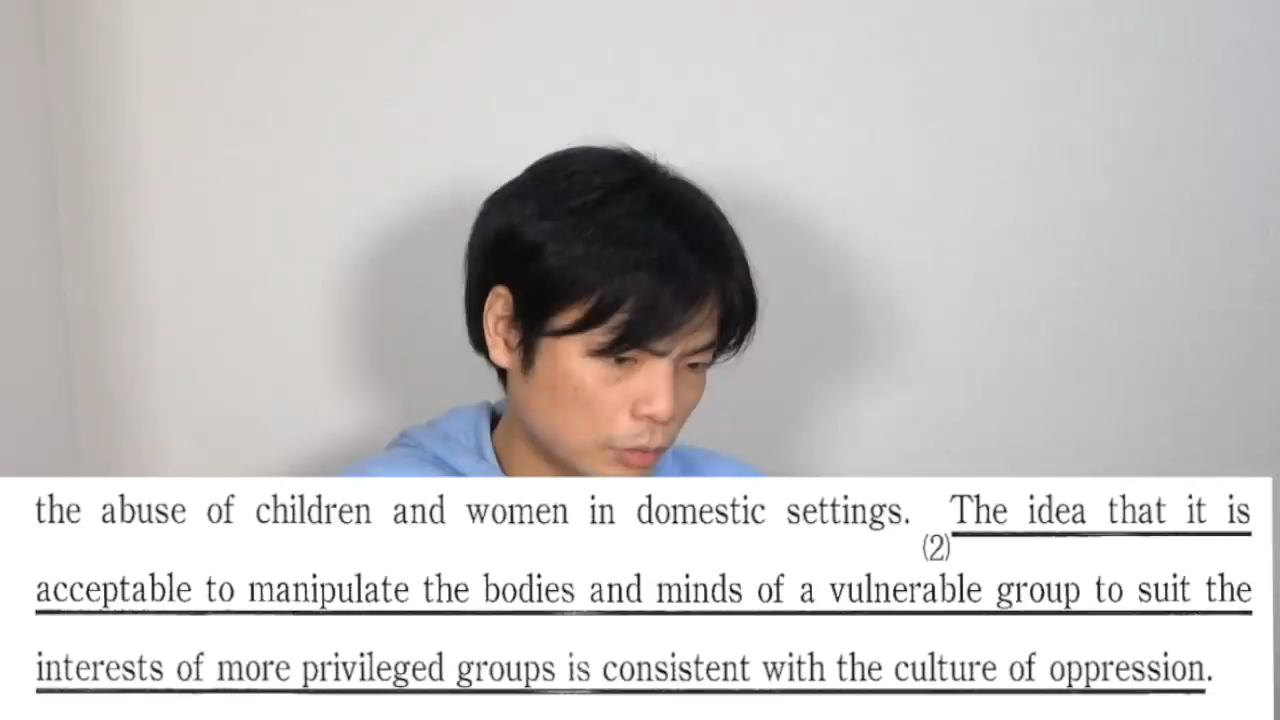 the abuse of children and women in domestic settings. The idea that it is
(2)
acceptable to manipulate the bodies and minds of a vulnerable group to suit the
interests of more privileged groups is consistent with the culture of oppression.